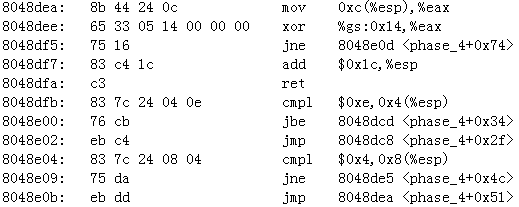 8048dea: 8b 44 24 0c mov 0xc(%esp),%eax
8048dee: 65 33 05 14 00 00 00 xor %gs:0x14,%eax
8048df5: 75 16 jne 8048e0d <phase_4+0x74>
8048df7: 83 c4 1c add $0x1c,%esp
8048dfa: c3 ret
8048dfb: 83 7c 24 04 0e cmpl $0xe,0x4(%esp)
8048e00: 76 cb jbe 8048dcd <phase_4+0x34>
8048e02: eb c4 jmp 8048dc8 <phase_4+0x2f>
8048e04: 83 7c 24 08 04 cmpl $0x4,0x8(%esp)
8048e09: 75 da jne 8048de5 <phase_4+0x4c>
8048e0b: eb dd jmp 8048dea <phase_4+0x51>